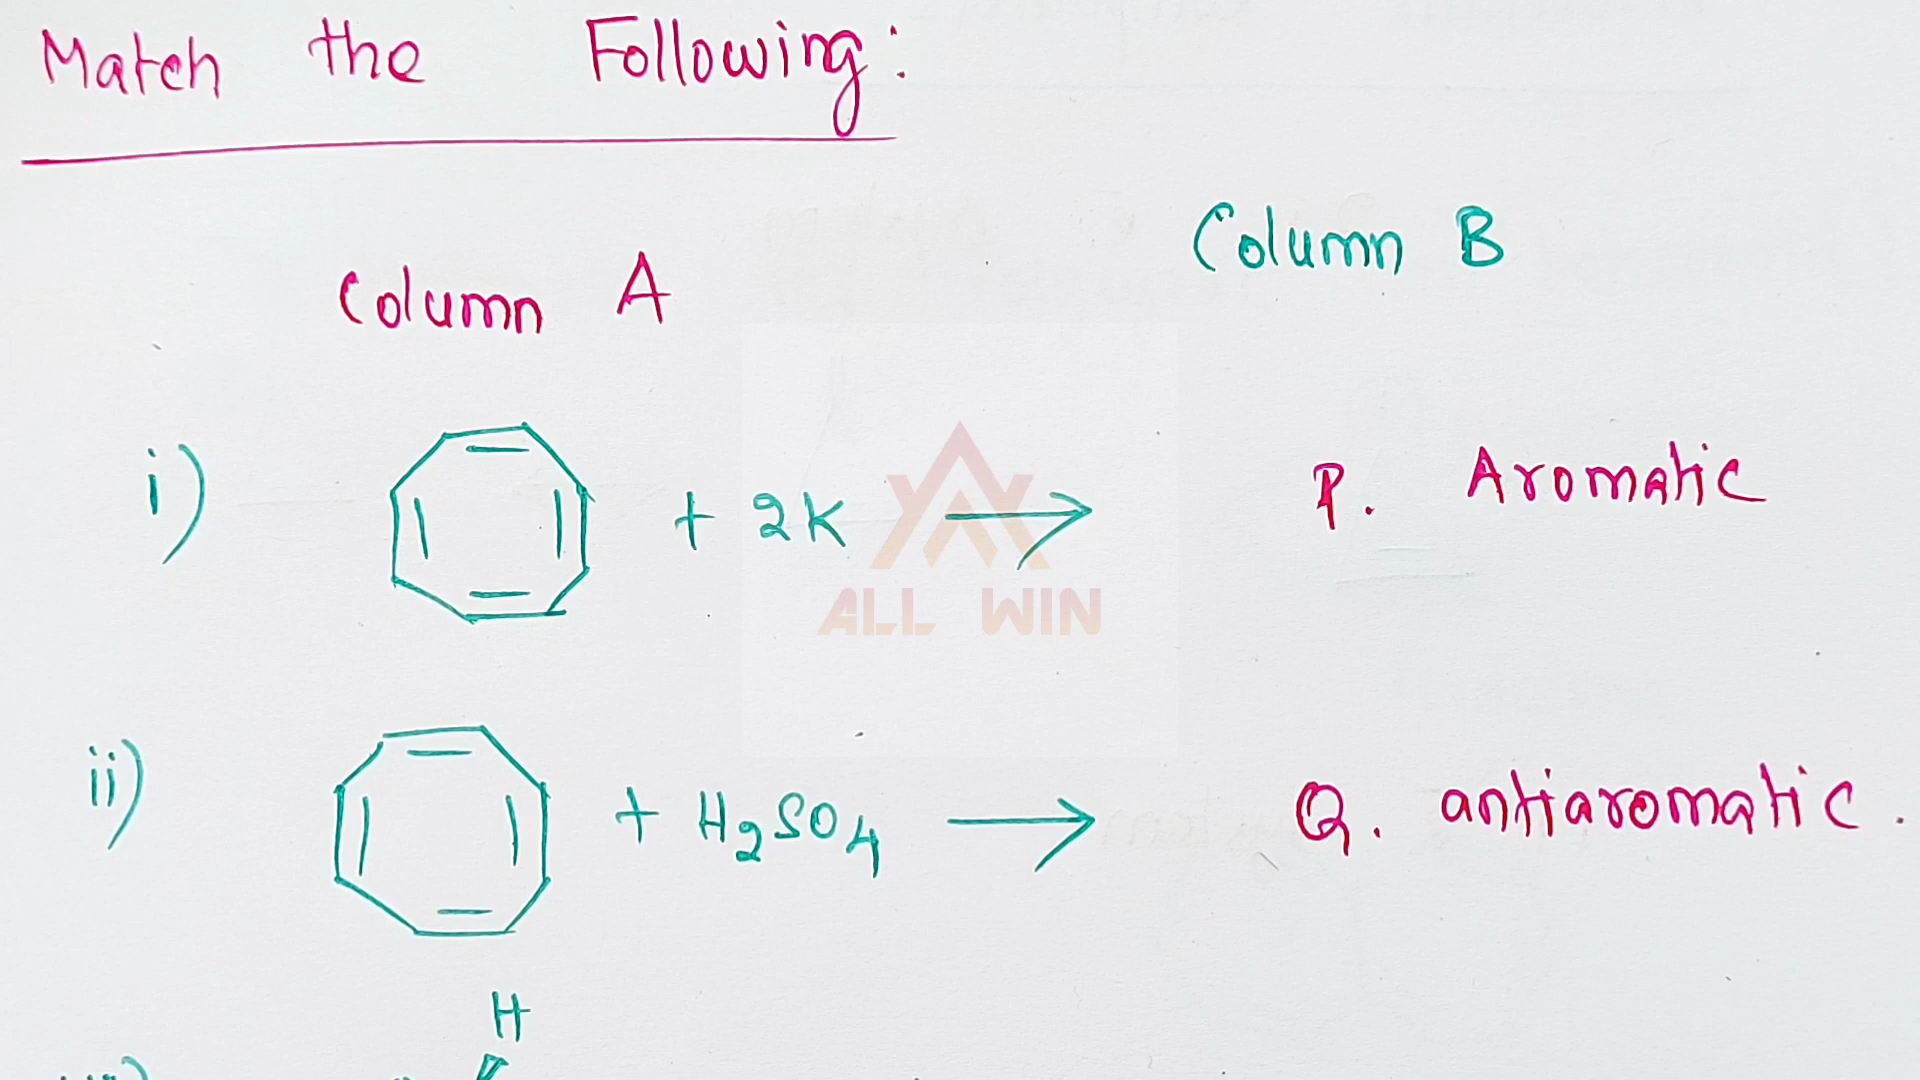 Match the Following:
Column A
Column B
i) + 2K → P. Aromatic
ALL WIN
ii) + H2SO4 → Q. antiaromatic.
H